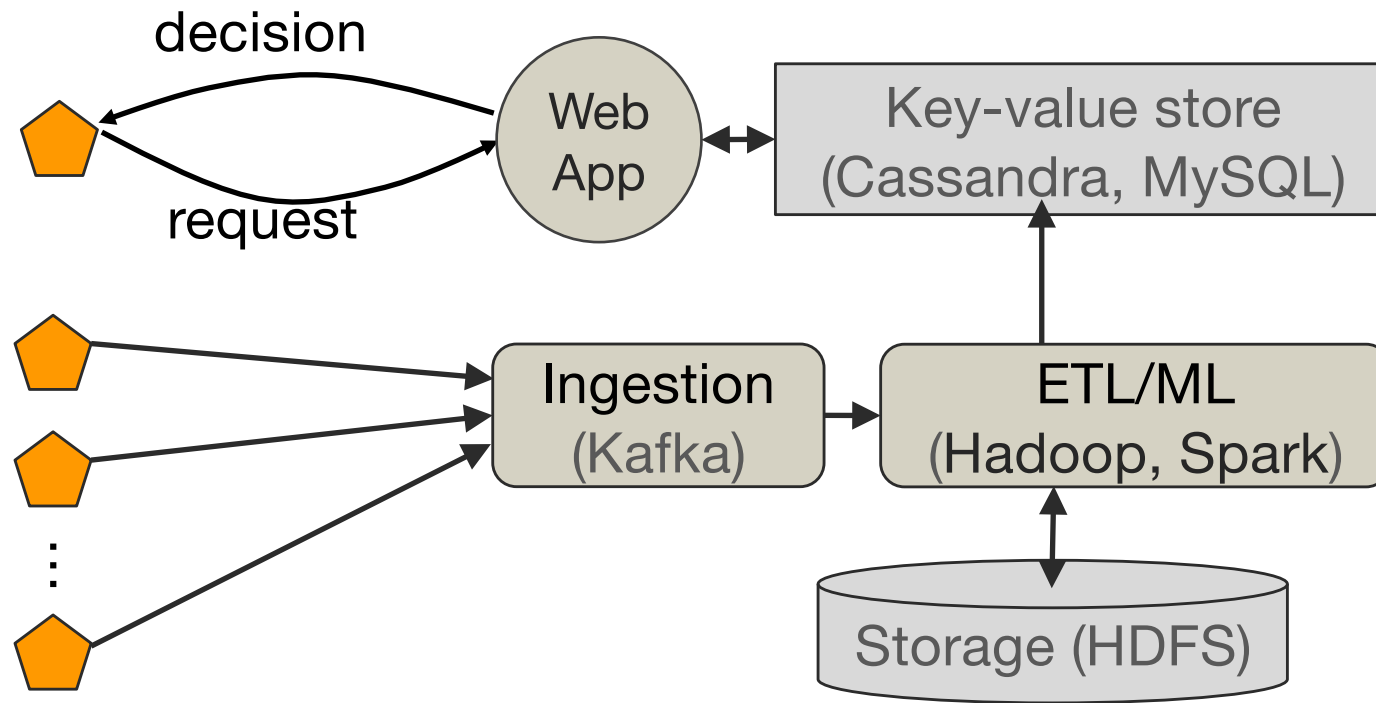 decision
Web
App
Key-value store
(Cassandra, MySQL)
request
Ingestion
(Kafka)
ETL/ML
(Hadoop, Spark)
⋮
Storage (HDFS)